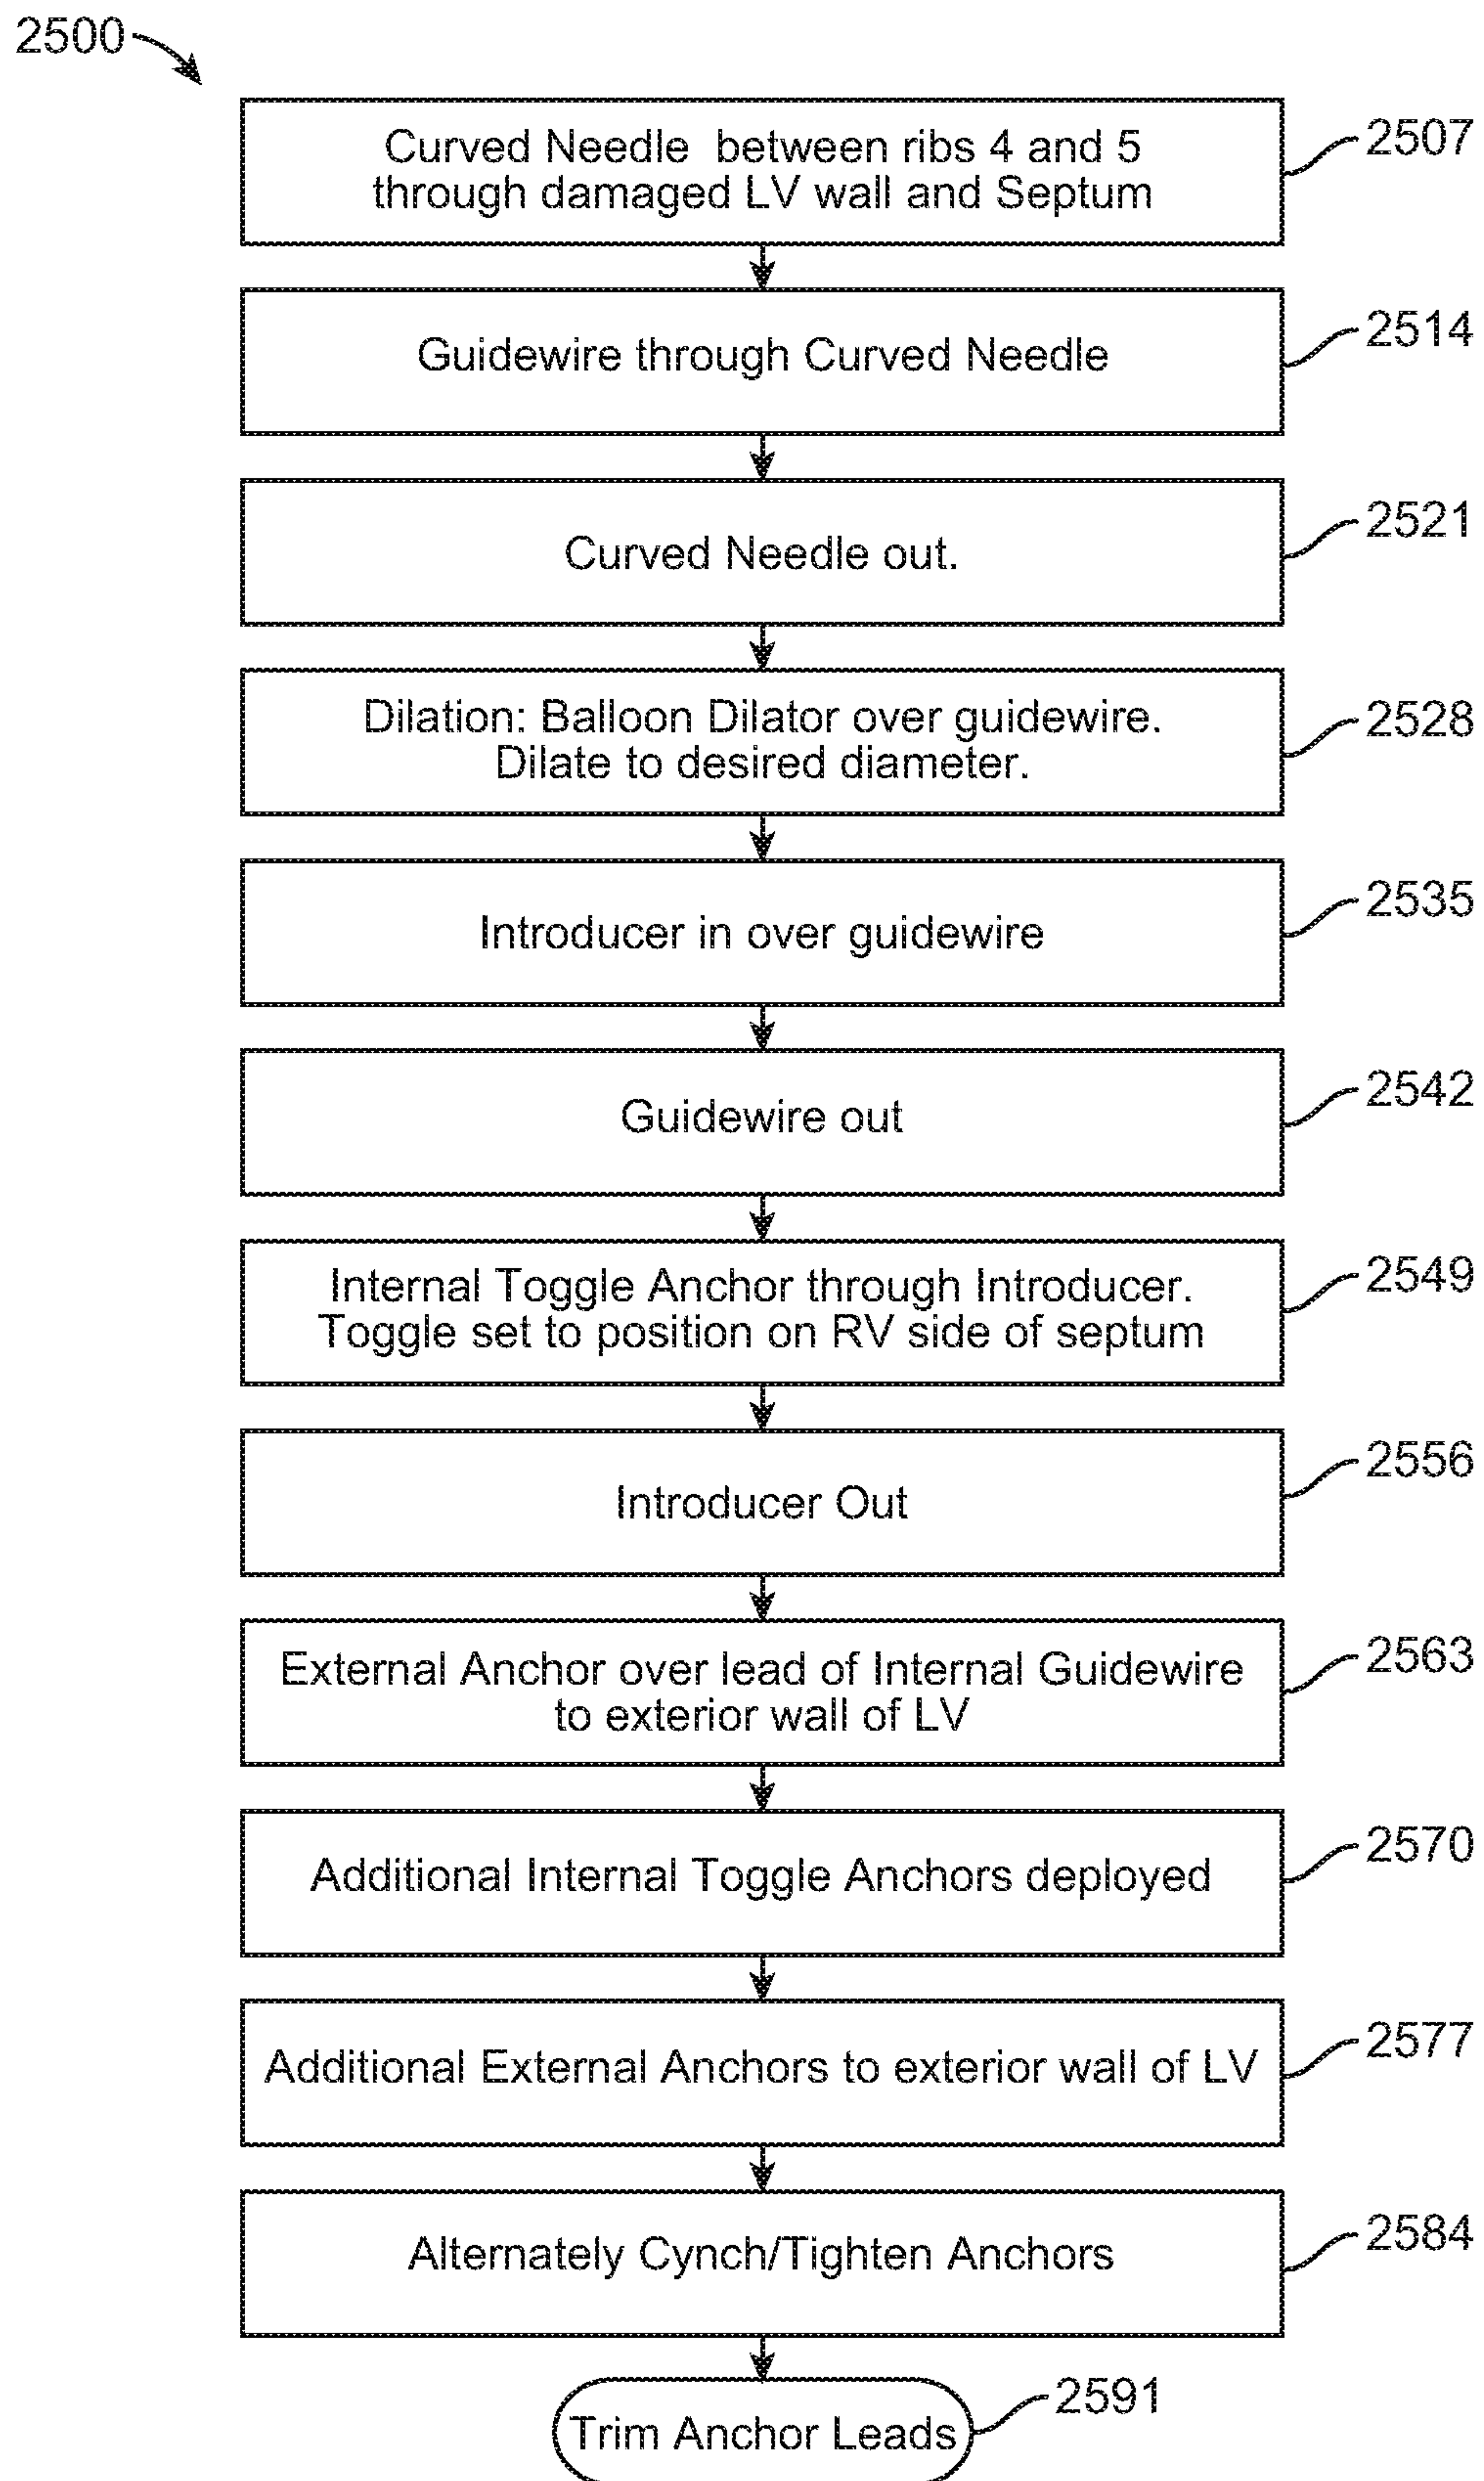 2500
Curved Needle between ribs 4 and 5
through damaged LV wall and Septum
2507
Guidewire through Curved Needle
2514
Curved Needle out.
2521
Dilation: Balloon Dilator over guidewire.
Dilate to desired diameter.
2528
Introducer in over guidewire
2535
Guidewire out
2542
Internal Toggle Anchor through Introducer.
Toggle set to position on RV side of septum
2549
Introducer Out
2556
External Anchor over lead of Internal Guidewire
to exterior wall of LV
2563
Additional Internal Toggle Anchors deployed
2570
Additional External Anchors to exterior wall of LV
2577
Alternately Cynch/Tighten Anchors
2584
Trim Anchor Leads
2591